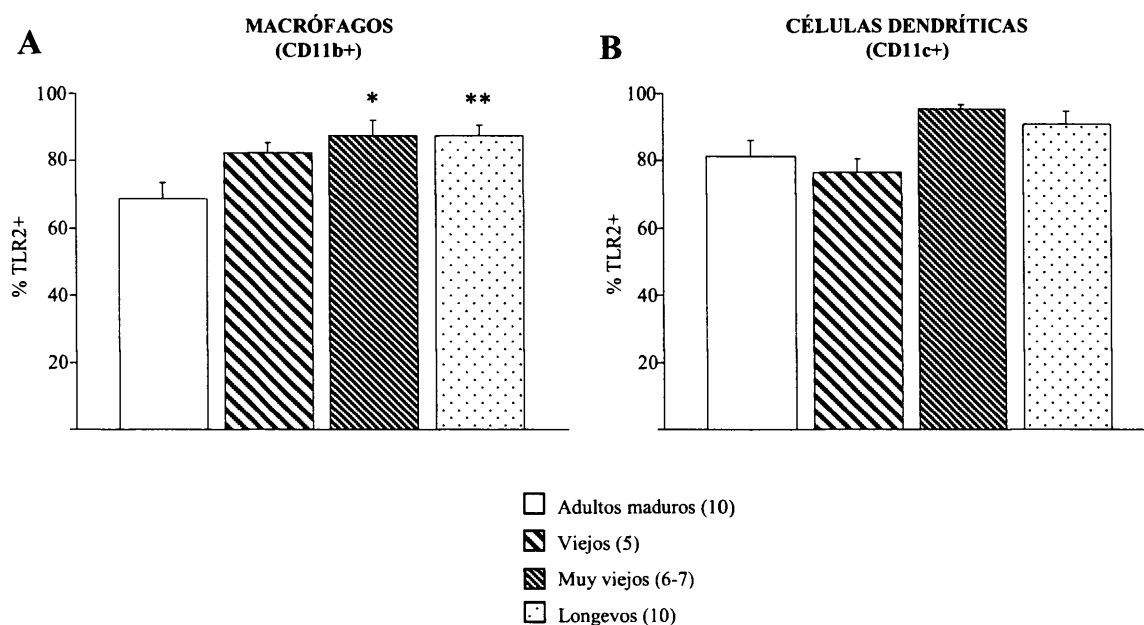 A
MACRÓFAGOS
(CD11b+)
100
80
60
40
20
% TLR2+
*
**
B
CÉLULAS DENDRÍTICAS
(CD11c+)
100
80
60
40
20
% TLR2+
Adultos maduros (10)
Viejos (5)
Muy viejos (6-7)
Longevos (10)